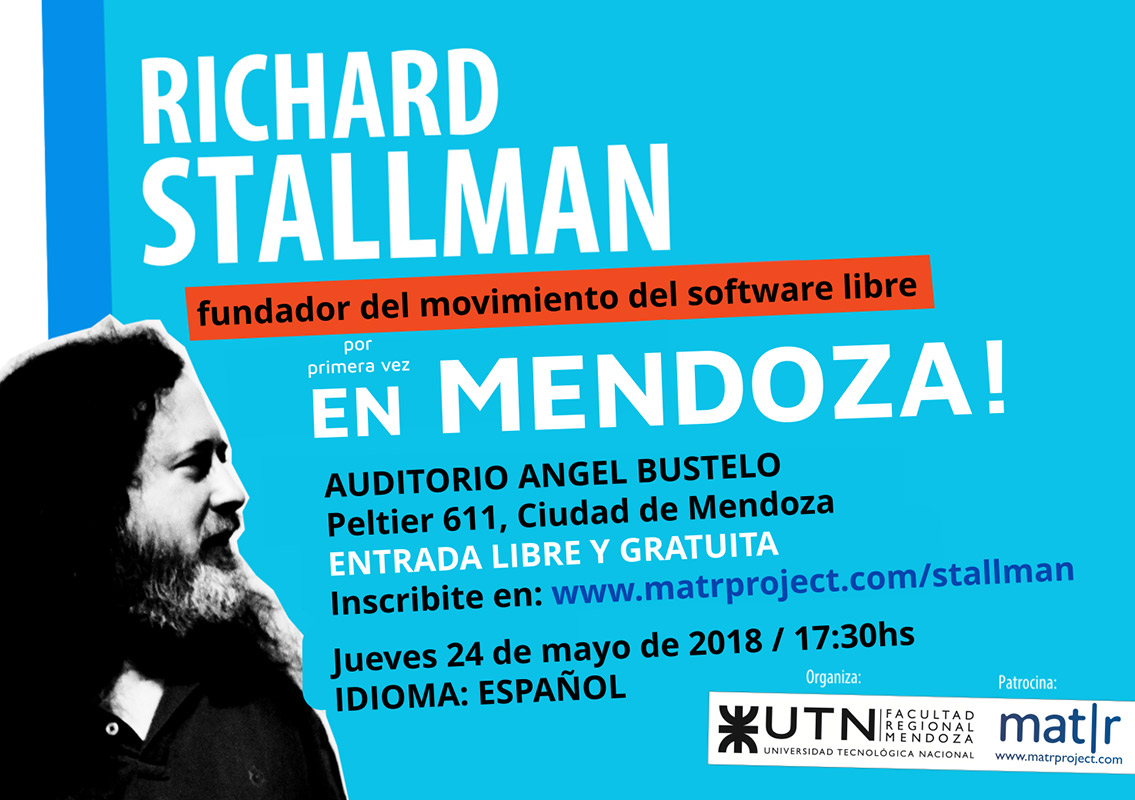 RICHARD
STALLMAN
fundador del movimiento del software libre
por
primera vez
EN MENDOZA!
AUDITORIO ANGEL BUSTELO
Peltier 611, Ciudad de Mendoza
ENTRADA LIBRE Y GRATUITA
Inscribite en: www.matrproject.com/stallman
Jueves 24 de mayo de 2018 / 17:30hs
IDIOMA: ESPAÑOL
Organiza:
UTN
FACULTAD
REGIONAL
MENDOZA
UNIVERSIDAD TECNOLÓGICA NACIONAL
Patrocina:
mat|r
www.matrproject.com